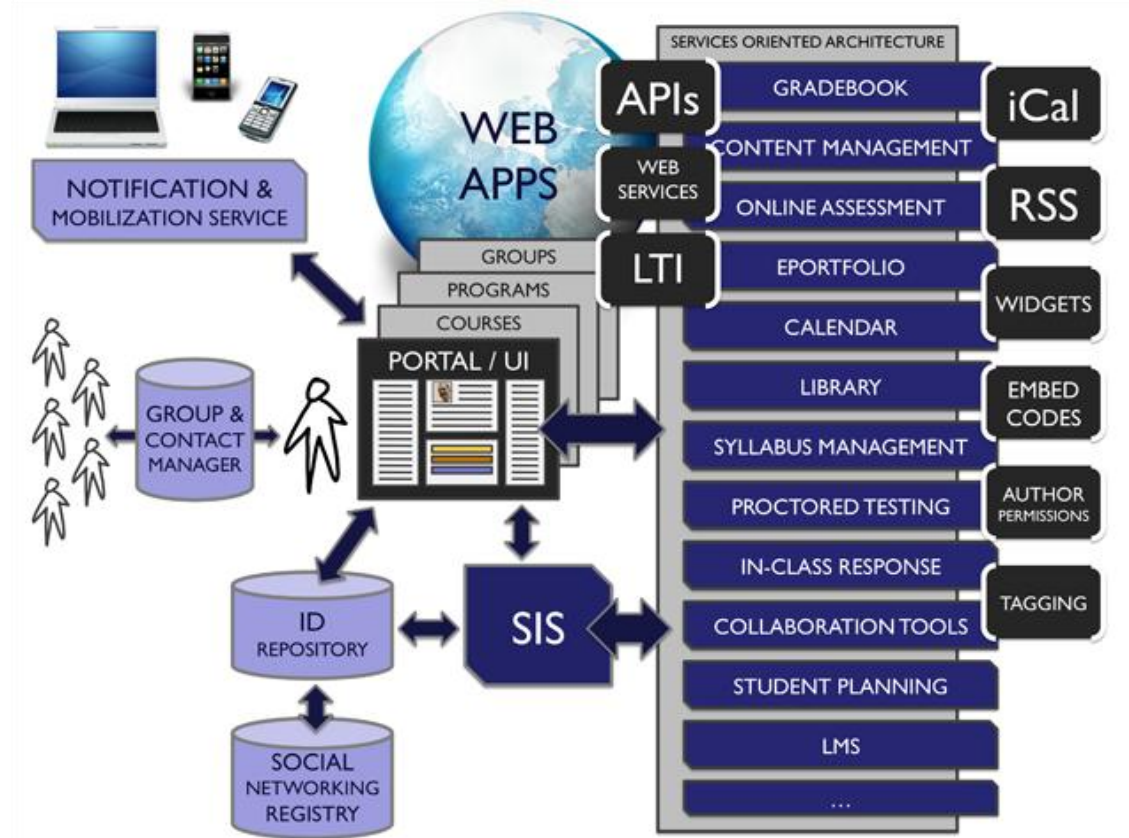 SERVICES ORIENTED ARCHITECTURE
WEB
APPS
APIs
WEB
SERVICES
LTI
GRADEBOOK
CONTENT MANAGEMENT
ONLINE ASSESSMENT
EPORTFOLIO
CALENDAR
LIBRARY
SYLLABUS MANAGEMENT
PROCTORED TESTING
IN-CLASS RESPONSE
COLLABORATION TOOLS
STUDENT PLANNING
LMS
...
iCal
RSS
WIDGETS
EMBED
CODES
AUTHOR
PERMISSIONS
TAGGING
NOTIFICATION &
MOBILIZATION SERVICE
GROUPS
PROGRAMS
COURSES
PORTAL / UI
GROUP &
CONTACT
MANAGER
ID
REPOSITORY
SIS
SOCIAL
NETWORKING
REGISTRY